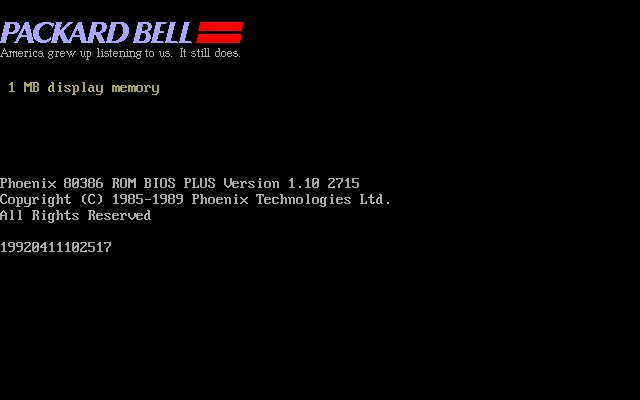 PACKARD BELL
America grew up listening to us. It still does.
1 MB display memory
Phoenix 80386 ROM BIOS PLUS Version 1.10 2715
Copyright (C) 1985-1989 Phoenix Technologies Ltd.
All Rights Reserved
19920411102517